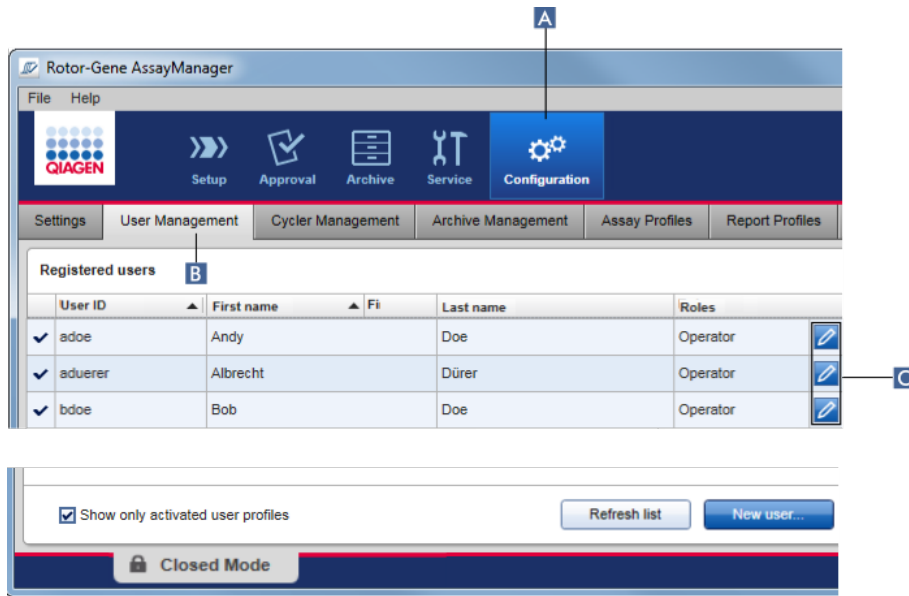 A
Rotor-Gene AssayManager
File Help
QIAGEN
Setup Approval Archive Service Configuration
Settings User Management Cycler Management Archive Management Assay Profiles Report Profiles
Registered users B
User ID First name Fi Last name Roles
adoe Andy Doe Operator
aduerer Albrecht Dürer Operator C
bdoe Bob Doe Operator
Show only activated user profiles Refresh list New user...
Closed Mode